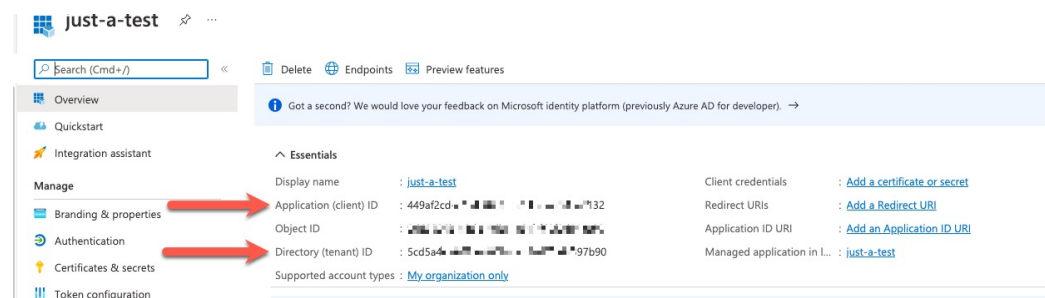 just-a-test
Search (Cmd+/)
Delete
Endpoints
Preview features
Overview
Got a second? We would love your feedback on Microsoft identity platform (previously Azure AD for developer). →
Quickstart
Integration assistant
Essentials
Manage
Display name : just-a-test
Client credentials : Add a certificate or secret
Application (client) ID : 449af2cd- 132
Redirect URIs : Add a Redirect URI
Branding & properties
Object ID :
Application ID URI : Add an Application ID URI
Authentication
Directory (tenant) ID : 5cd5a4 -97b90
Managed application in l... : just-a-test
Certificates & secrets
Supported account types : My organization only
Token configuration